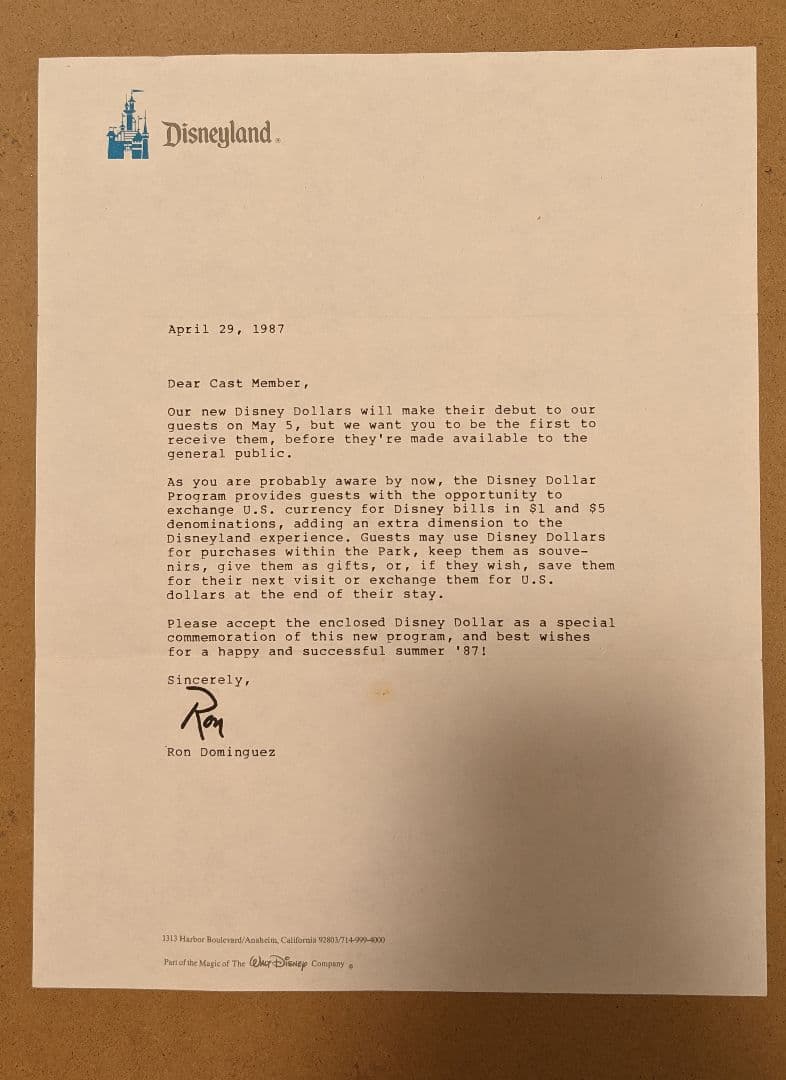 Disneyland®
April 29, 1987
Dear Cast Member,
Our new Disney Dollars will make their debut to our
guests on May 5, but we want you to be the first to
receive them, before they're made available to the
general public.
As you are probably aware by now, the Disney Dollar
Program provides guests with the opportunity to
exchange U.S. currency for Disney bills in $1 and $5
denominations, adding an extra dimension to the
Disneyland experience. Guests may use Disney Dollars
for purchases within the Park, keep them as souve-
nirs, give them as gifts, or, if they wish, save them
for their next visit or exchange them for U.S.
dollars at the end of their stay.
Please accept the enclosed Disney Dollar as a special
commemoration of this new program, and best wishes
for a happy and successful summer '87!
Sincerely,
Ron
Ron Dominguez
1313 Harbor Boulevard/Anaheim, California 92803/714-999-4000
Part of the Magic of The Walt Disney Company ®